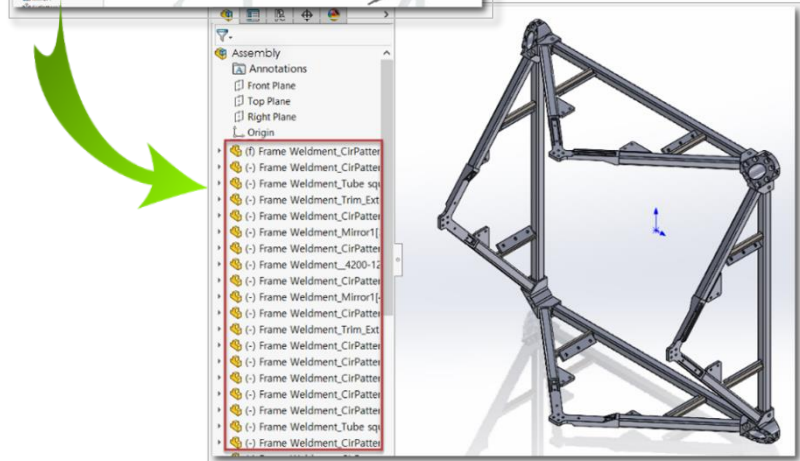 Assembly
Annotations
Front Plane
Top Plane
Right Plane
Origin
(f) Frame Weldment_CirPatter
(-) Frame Weldment_CirPatter
(-) Frame Weldment_Tube squ
(-) Frame Weldment_Trim_Ext
(-) Frame Weldment_CirPatter
(-) Frame Weldment_Mirror1[
(-) Frame Weldment_CirPatter
(-) Frame Weldment__4200-12
(-) Frame Weldment_CirPatter
(-) Frame Weldment_Mirror1[-
(-) Frame Weldment_CirPatter
(-) Frame Weldment_Trim_Ext
(-) Frame Weldment_CirPatter
(-) Frame Weldment_CirPatter
(-) Frame Weldment_CirPatter
(-) Frame Weldment_CirPatter
(-) Frame Weldment_Tube squ
(-) Frame Weldment_CirPatter